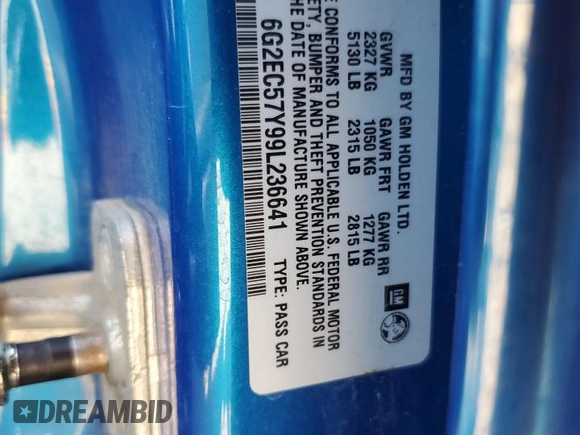 MFD BY GM HOLDEN LTD.
GVWR GAWR FRT GAWR RR
2327 KG 1050 KG 1277 KG
5130 LB 2315 LB 2815 LB
GM
E CONFORMS TO ALL APPLICABLE U.S. FEDERAL MOTOR
ETY, BUMPER AND THEFT PREVENTION STANDARDS IN
THE DATE OF MANUFACTURE SHOWN ABOVE.
6G2EC57Y99L236641 TYPE: PASS CAR
DREAMBID